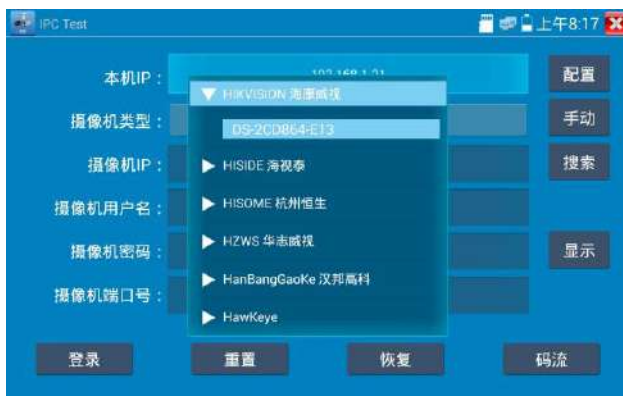 IPC Test
上午8:17
本机IP：
192.168.1.21
配置
HIKVISION 海康威视
摄像机类型：
手动
DS-2CD864-E13
摄像机IP：
HISIDE 海视泰
搜索
摄像机用户名：
HISOME 杭州恒生
摄像机密码：
HZWS 华志威视
显示
HanBangGaoKe 汉邦高科
摄像机端口号：
HawKeye
登录
重置
恢复
码流